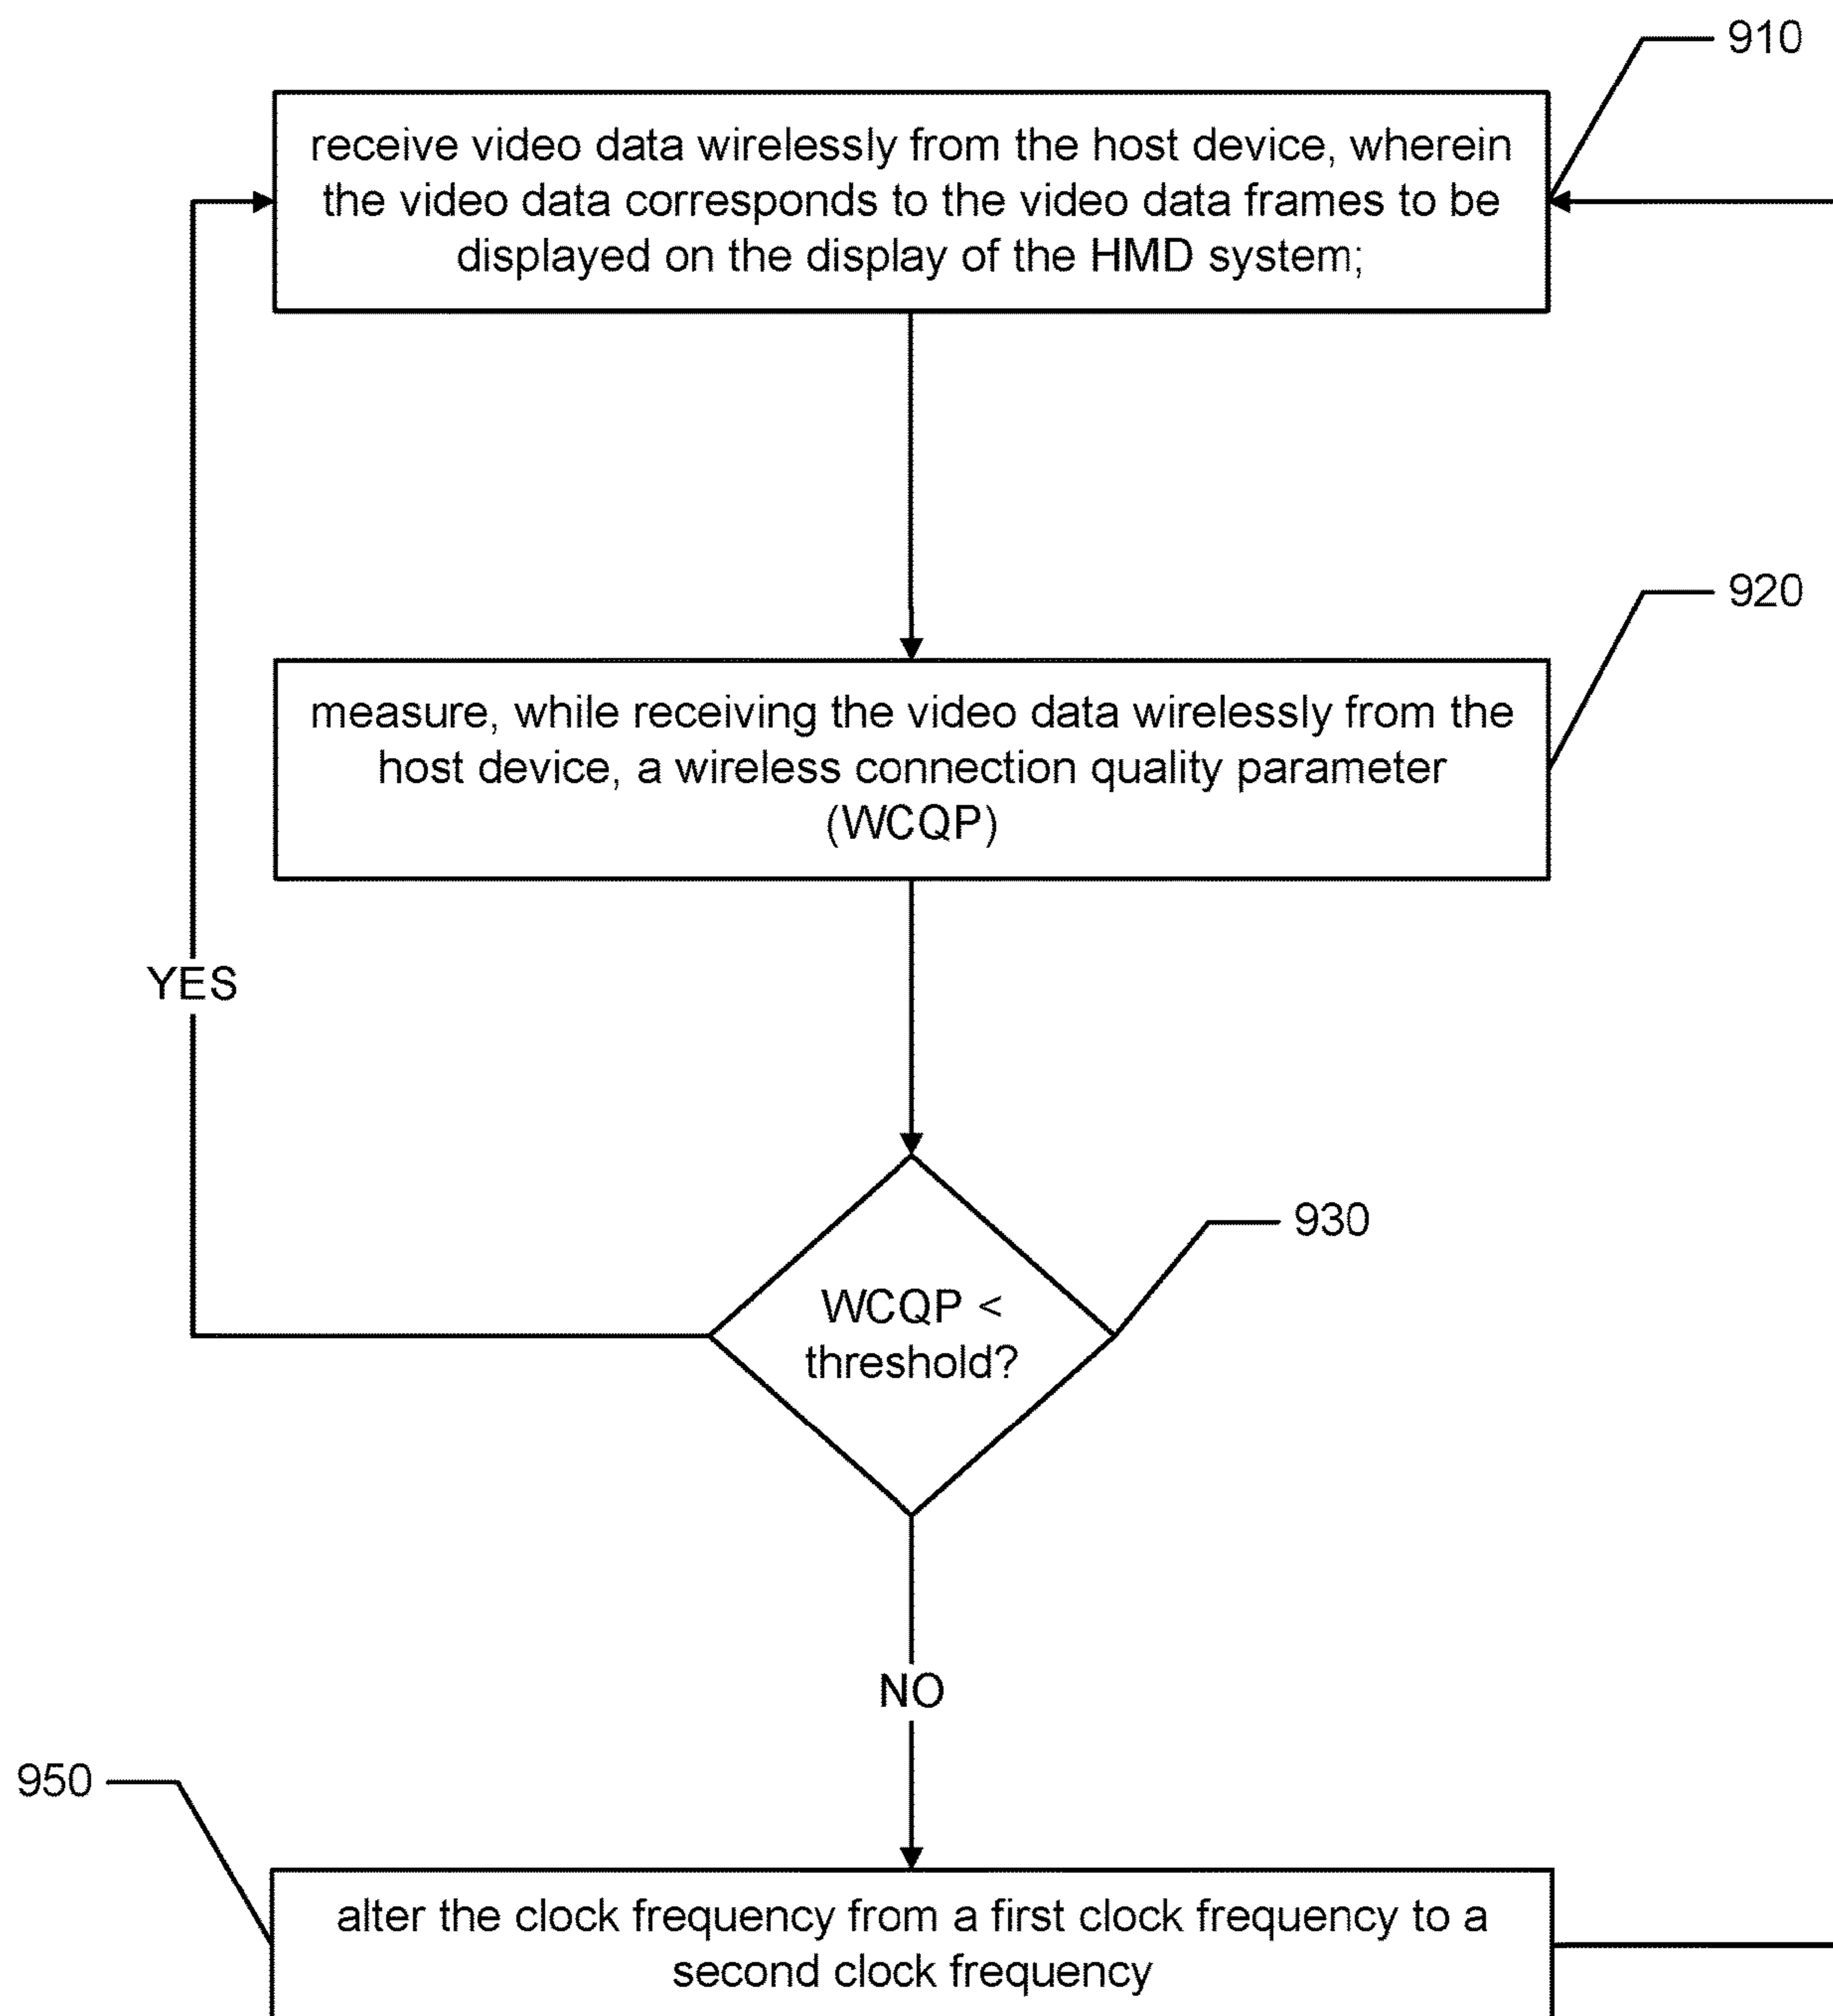 910
receive video data wirelessly from the host device, wherein
the video data corresponds to the video data frames to be
displayed on the display of the HMD system;
920
measure, while receiving the video data wirelessly from the
host device, a wireless connection quality parameter
(WCQP)
YES
930
WCQP <
threshold?
NO
950
alter the clock frequency from a first clock frequency to a
second clock frequency